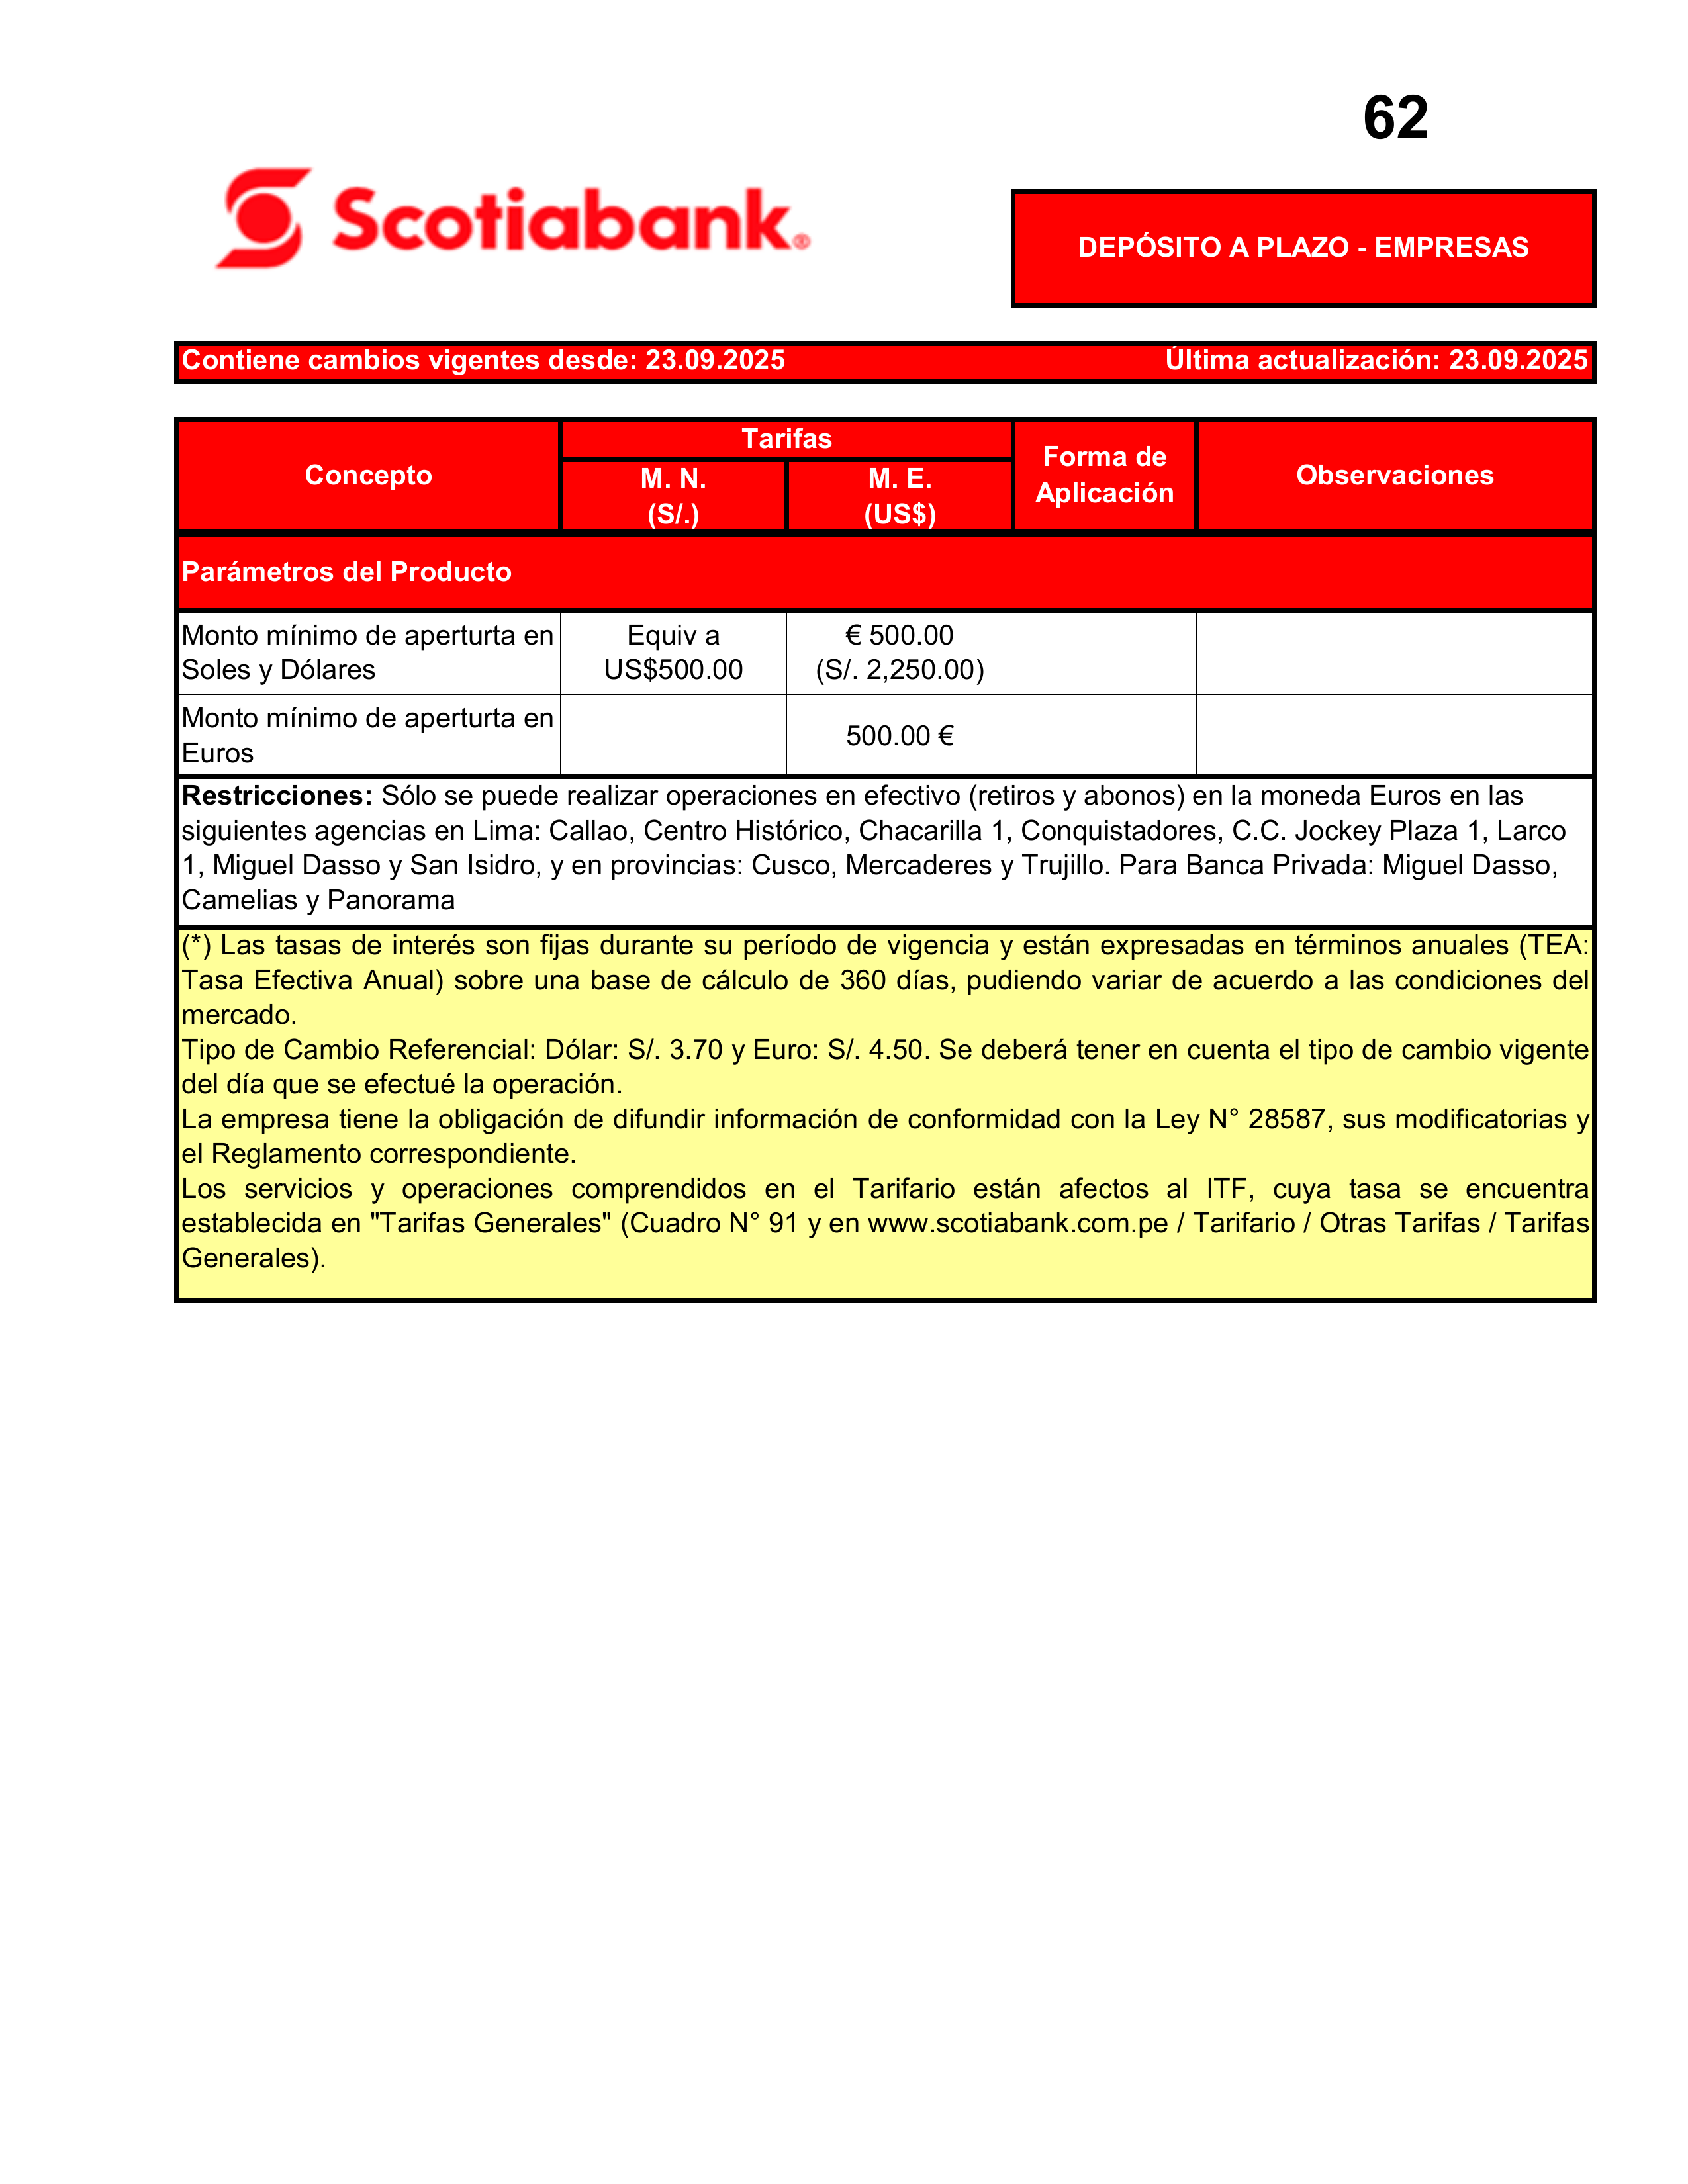 62
Scotiabank®
DEPÓSITO A PLAZO - EMPRESAS
Contiene cambios vigentes desde: 23.09.2025 Última actualización: 23.09.2025
Concepto
Tarifas
M. N.
(S/.)
M. E.
(US$)
Forma de
Aplicación
Observaciones
Parámetros del Producto
Monto mínimo de aperturta en
Soles y Dólares
Equiv a
US$500.00
€ 500.00
(S/. 2,250.00)
Monto mínimo de aperturta en
Euros
500.00 €
Restricciones: Sólo se puede realizar operaciones en efectivo (retiros y abonos) en la moneda Euros en las
siguientes agencias en Lima: Callao, Centro Histórico, Chacarilla 1, Conquistadores, C.C. Jockey Plaza 1, Larco
1, Miguel Dasso y San Isidro, y en provincias: Cusco, Mercaderes y Trujillo. Para Banca Privada: Miguel Dasso,
Camelias y Panorama
(*) Las tasas de interés son fijas durante su período de vigencia y están expresadas en términos anuales (TEA:
Tasa Efectiva Anual) sobre una base de cálculo de 360 días, pudiendo variar de acuerdo a las condiciones del
mercado.
Tipo de Cambio Referencial: Dólar: S/. 3.70 y Euro: S/. 4.50. Se deberá tener en cuenta el tipo de cambio vigente
del día que se efectué la operación.
La empresa tiene la obligación de difundir información de conformidad con la Ley N° 28587, sus modificatorias y
el Reglamento correspondiente.
Los servicios y operaciones comprendidos en el Tarifario están afectos al ITF, cuya tasa se encuentra
establecida en "Tarifas Generales" (Cuadro N° 91 y en www.scotiabank.com.pe / Tarifario / Otras Tarifas / Tarifas
Generales).